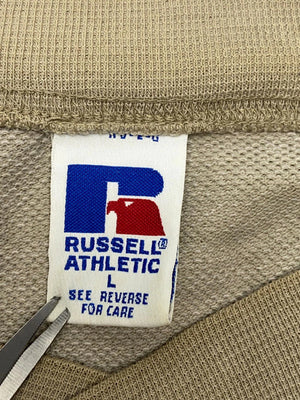 RUSSELL®
ATHLETIC
L
SEE REVERSE
FOR CARE